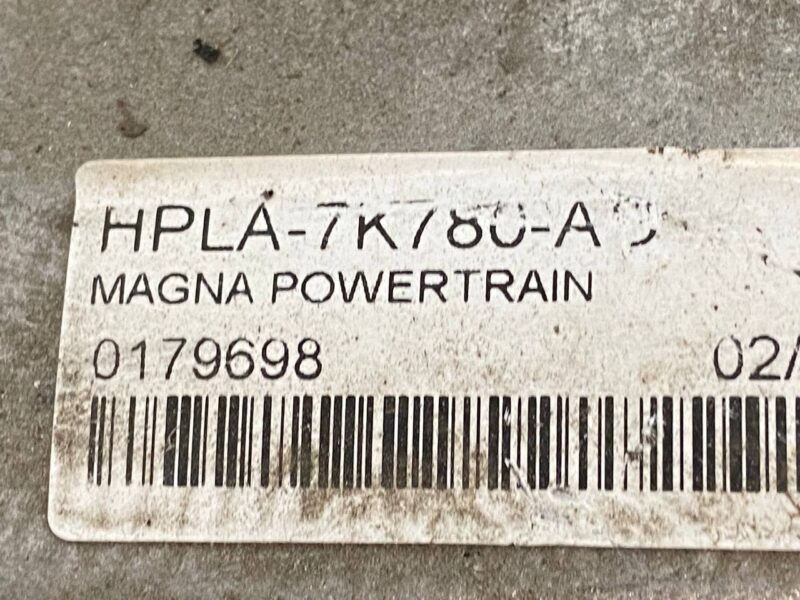 HPLA-7K780-A
MAGNA POWERTRAIN
0179698
02/